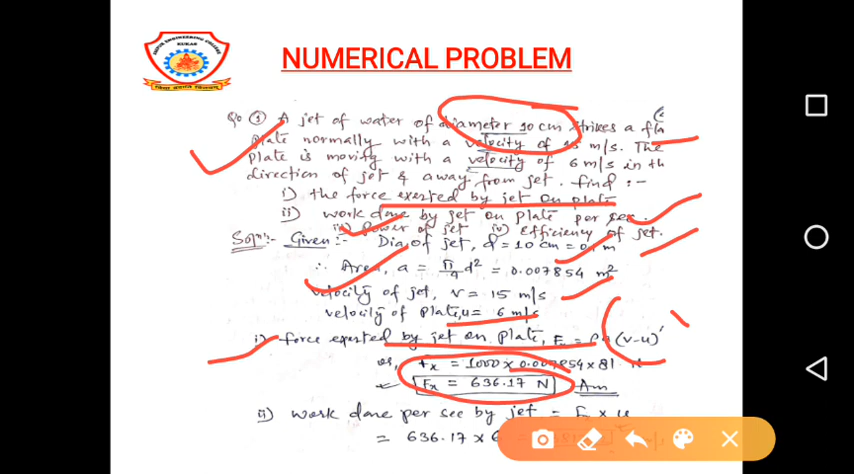 NUMERICAL PROBLEM
Qo ① A jet of water of diameter 10 cm strikes a
plate normally with a velocity of m/s. The
plate is moving with a velocity of 6 m/s in th
direction of jet & away from jet. find :-
i) the force exerted by jet on plate
ii) work done by jet on plate per sec.
iii) Power of jet iv) Efficiency of jet.
Soln:- Given :- Dia, of jet, d = 10 cm = 0.1 m
∴ Area, a = π/4 d² = 0.007854 m²
velocity of jet, v = 15 m/s
velocity of plate, u = 6 m/s
i) force exerted by jet on plate, (v-u)²
or, Fx = 1000 x 0.007854 x 81 N
Fx = 636.17 N Ans
ii) work done per sec by jet = Fx x u
= 636.17 x 6